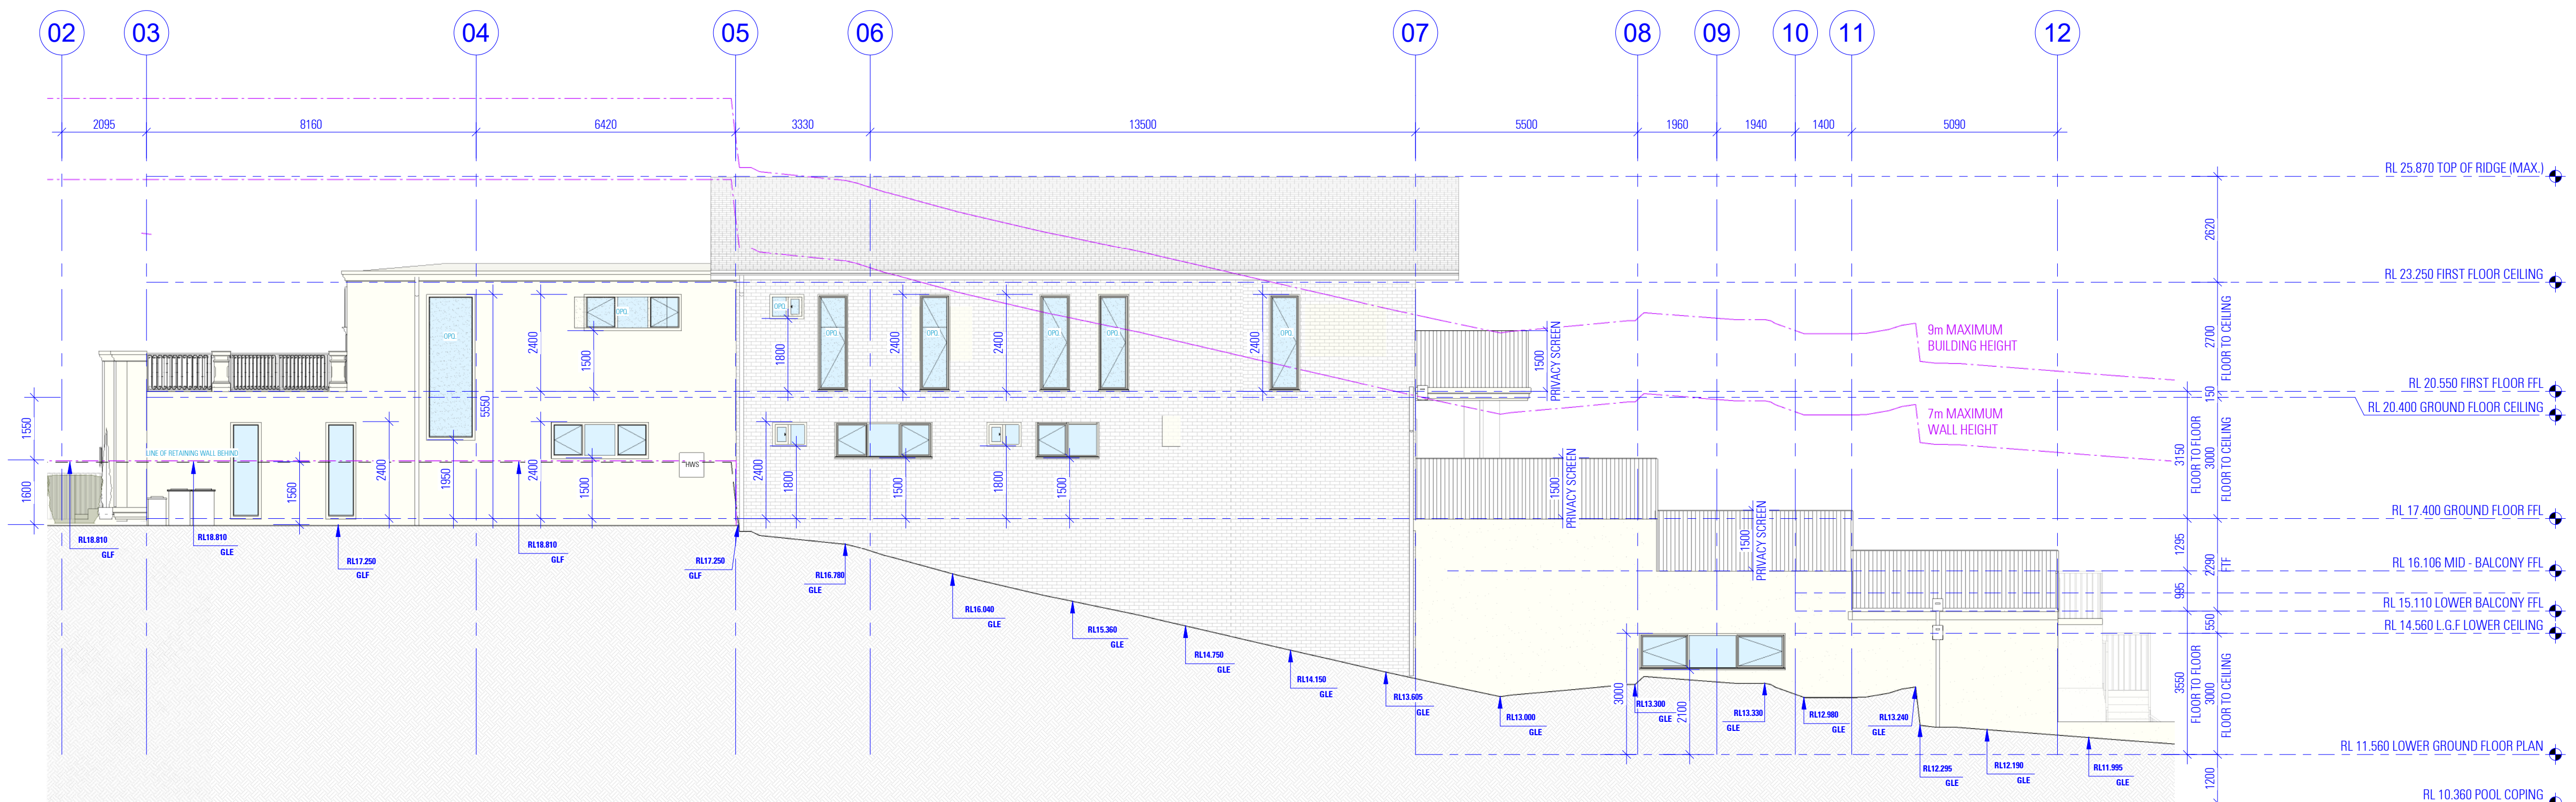 02 03 04 05 06 07 08 09 10 11 12
2095 8160 6420 3330 13500 5500 1960 1940 1400 5090
RL 25.870 TOP OF RIDGE (MAX.)
2620
RL 23.250 FIRST FLOOR CEILING
2700
FLOOR TO CEILING
9m MAXIMUM
BUILDING HEIGHT
RL 20.550 FIRST FLOOR FFL
150
RL 20.400 GROUND FLOOR CEILING
7m MAXIMUM
WALL HEIGHT
3150
FLOOR TO FLOOR
3000
FLOOR TO CEILING
RL 17.400 GROUND FLOOR FFL
1295
2290
FTF
RL 16.106 MID - BALCONY FFL
995
RL 15.110 LOWER BALCONY FFL
550
RL 14.560 L.G.F LOWER CEILING
3550
FLOOR TO FLOOR
3000
FLOOR TO CEILING
RL 11.560 LOWER GROUND FLOOR PLAN
1200
RL 10.360 POOL COPING
OPQ.
OPQ.
OPQ.
OPQ.
OPQ.
OPQ.
OPQ.
5550
2400
1500
1800
2400
2400
2400
1500
PRIVACY SCREEN
1550
1600
LINE OF RETAINING WALL BEHIND
HWS
1560
2400
1950
2400
1500
2400
1800
1500
1800
1500
1500
PRIVACY SCREEN
1500
PRIVACY SCREEN
3000
2100
RL18.810
GLF
RL18.810
GLE
RL17.250
GLF
RL18.810
GLF
RL17.250
GLF
RL16.780
GLE
RL16.040
GLE
RL15.360
GLE
RL14.750
GLE
RL14.150
GLE
RL13.605
GLE
RL13.000
GLE
RL13.300
GLE
RL13.330
GLE
RL12.980
GLE
RL13.240
GLE
RL12.295
GLE
RL12.190
GLE
RL11.995
GLE